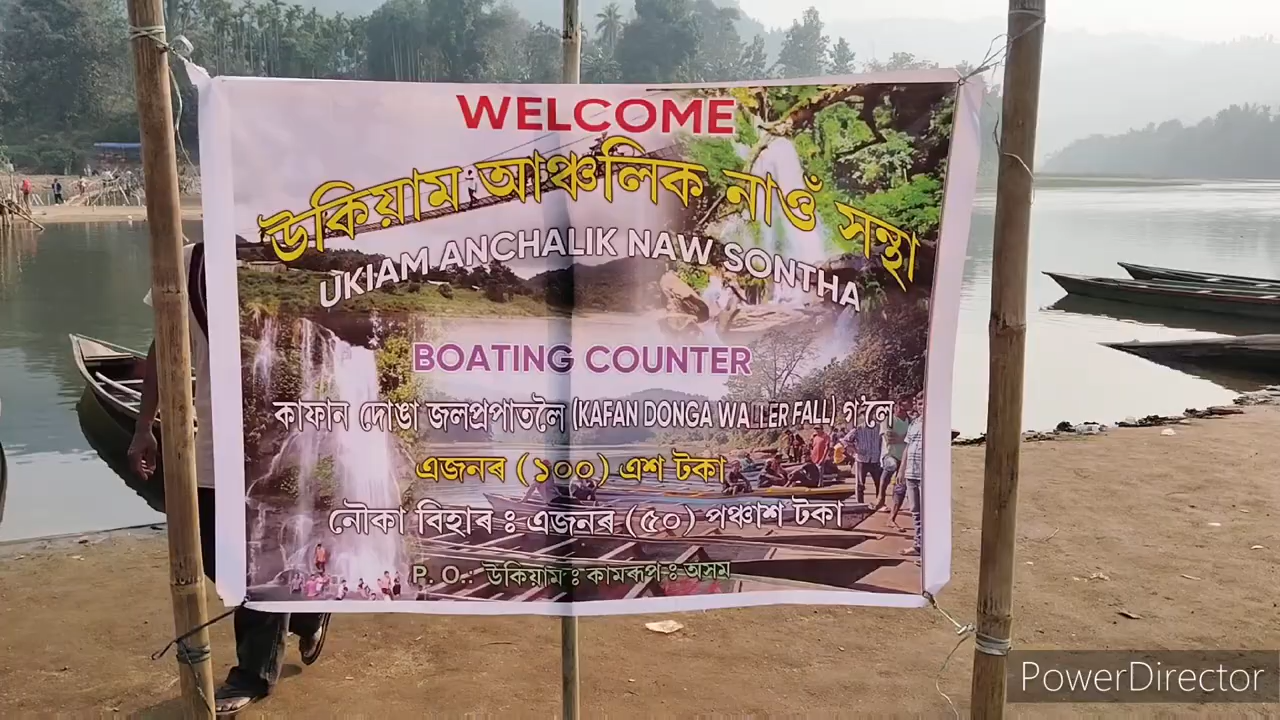 WELCOME
উকিয়াম আঞ্চলিক নাওঁ সন্থা
UKIAM ANCHALIK NAW SONTHA
BOATING COUNTER
কাফান দোঙা জলপ্ৰপাতলৈ (KAFAN DONGA WALLER FALL) গ'লৈ
এজনৰ (১০০) এশ টকা
নৌকা বিহাৰ ঃ এজনৰ (৫০) পঞ্চাশ টকা
P. O.: উকিয়াম ঃ কামৰূপ ঃ অসম
PowerDirector